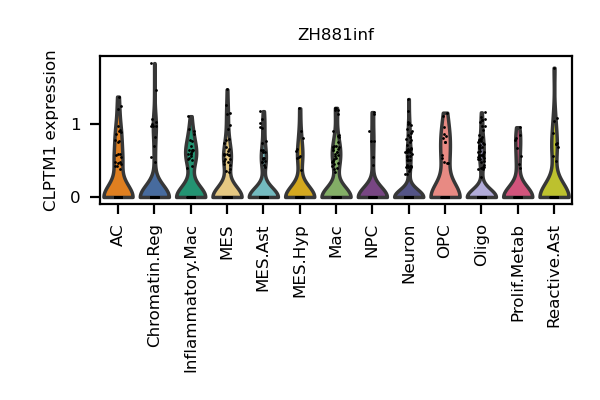 ZH881inf
CLPTM1 expression
1
0
AC
Chromatin.Reg
Inflammatory.Mac
MES
MES.Ast
MES.Hyp
Mac
NPC
Neuron
OPC
Oligo
Prolif.Metab
Reactive.Ast